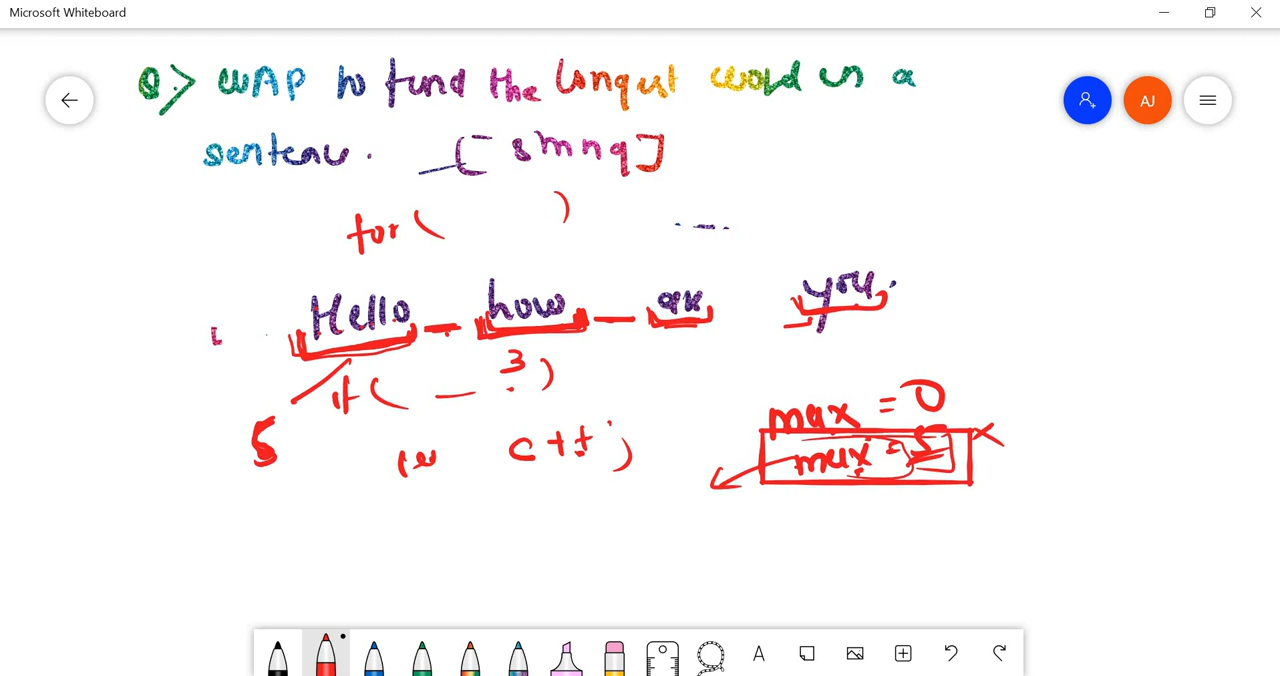 Microsoft Whiteboard
Q> WAP to find the longest word in a
sentence. [string]
AJ
for ( )
Hello how are you.
3
if ( )
max = 0
5 c++;
max = 5
A